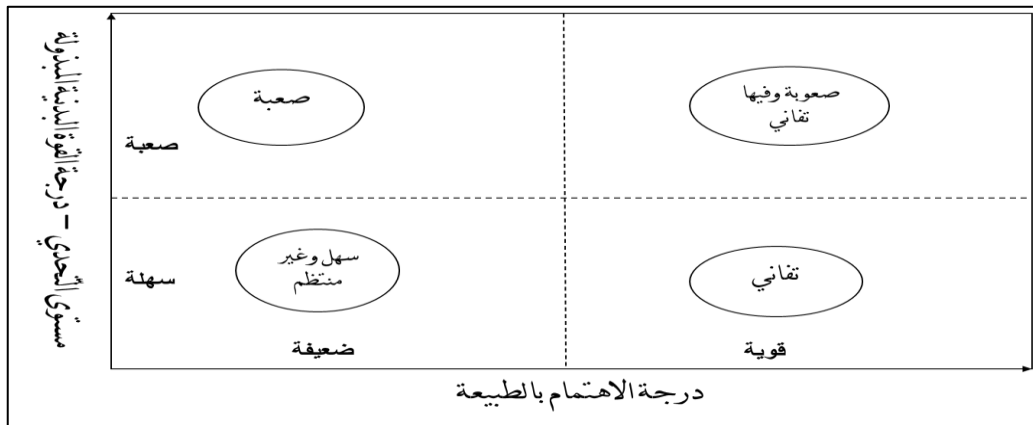 مستوى التحدي - درجة القوة البدنية المبذولة
صعبة
صعبة
صعوبة وفيها
تفاني
سهلة
سهل وغير
منتظم
تفاني
ضعيفة
قوية
درجة الاهتمام بالطبيعة